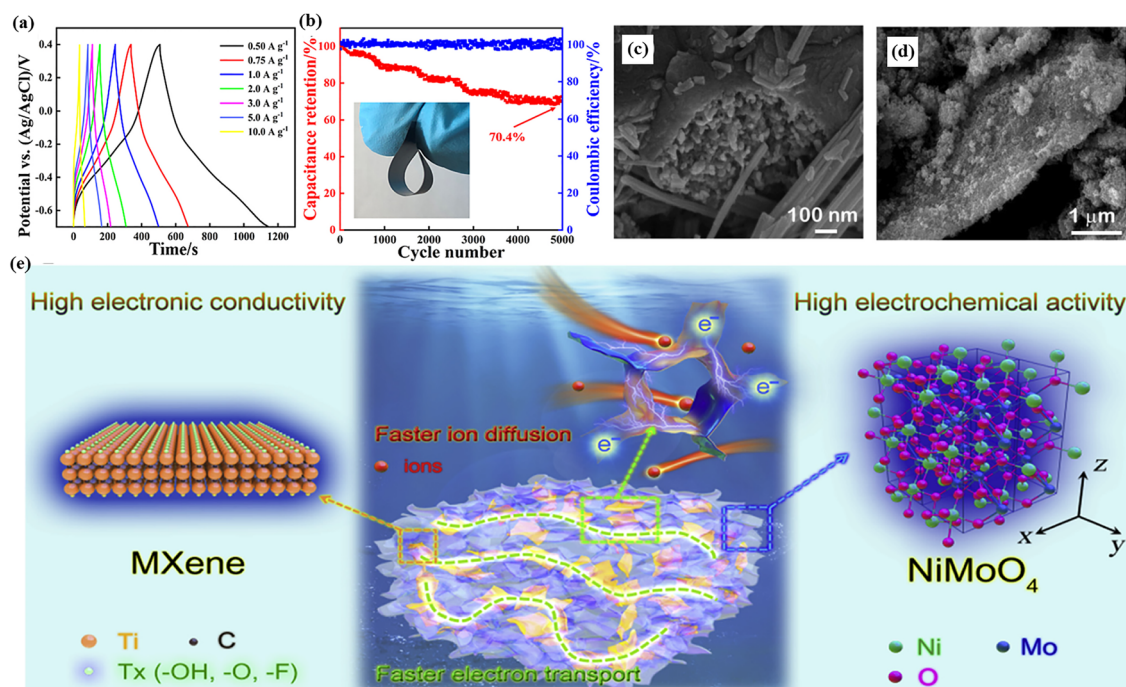 (a)
Potential vs. (Ag/AgCl)/V
0.4
0.0
-0.4
-0.6
0 200 400 600 800 1000 1200
Time/s
0.50 A g⁻¹
0.75 A g⁻¹
1.0 A g⁻¹
2.0 A g⁻¹
3.0 A g⁻¹
5.0 A g⁻¹
10.0 A g⁻¹
(b)
Capacitance retention/%
100
80
60
40
20
0
70.4%
0 1000 2000 3000 4000 5000
Cycle number
100
80
60
40
20
0
Coulombic efficiency/%
(c)
100 nm
(d)
1 μm
(e)
High electronic conductivity
MXene
Ti C
Tx (-OH, -O, -F)
e⁻
e⁻
e⁻
Faster ion diffusion
ions
Faster electron transport
High electrochemical activity
z
x
y
NiMoO₄
Ni Mo
O